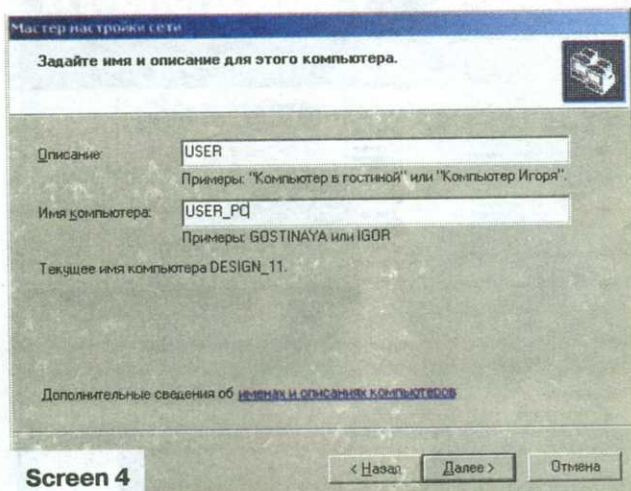 Мастер настройки сети
Задайте имя и описание для этого компьютера.
Описание: USER
Примеры: "Компьютер в гостиной" или "Компьютер Игоря".
Имя компьютера: USER_PC
Примеры: GOSTINAYA или IGOR
Текущее имя компьютера DESIGN_11.
Дополнительные сведения об именах и описаниях компьютеров
< Назад Далее > Отмена
Screen 4